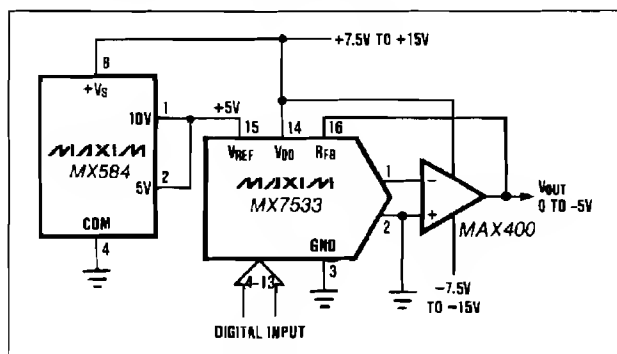 +7.5V TO +15V
8
+VS
10V
1
+5V
15
14
16
VREF
VDD
RFB
MAXIM
MX584
5V
2
COM
4
MAXIM
MX7533
1
2
GND
3
4-13
DIGITAL INPUT
−
+
MAX400
VOUT
0 TO −5V
−7.5V
TO −15V